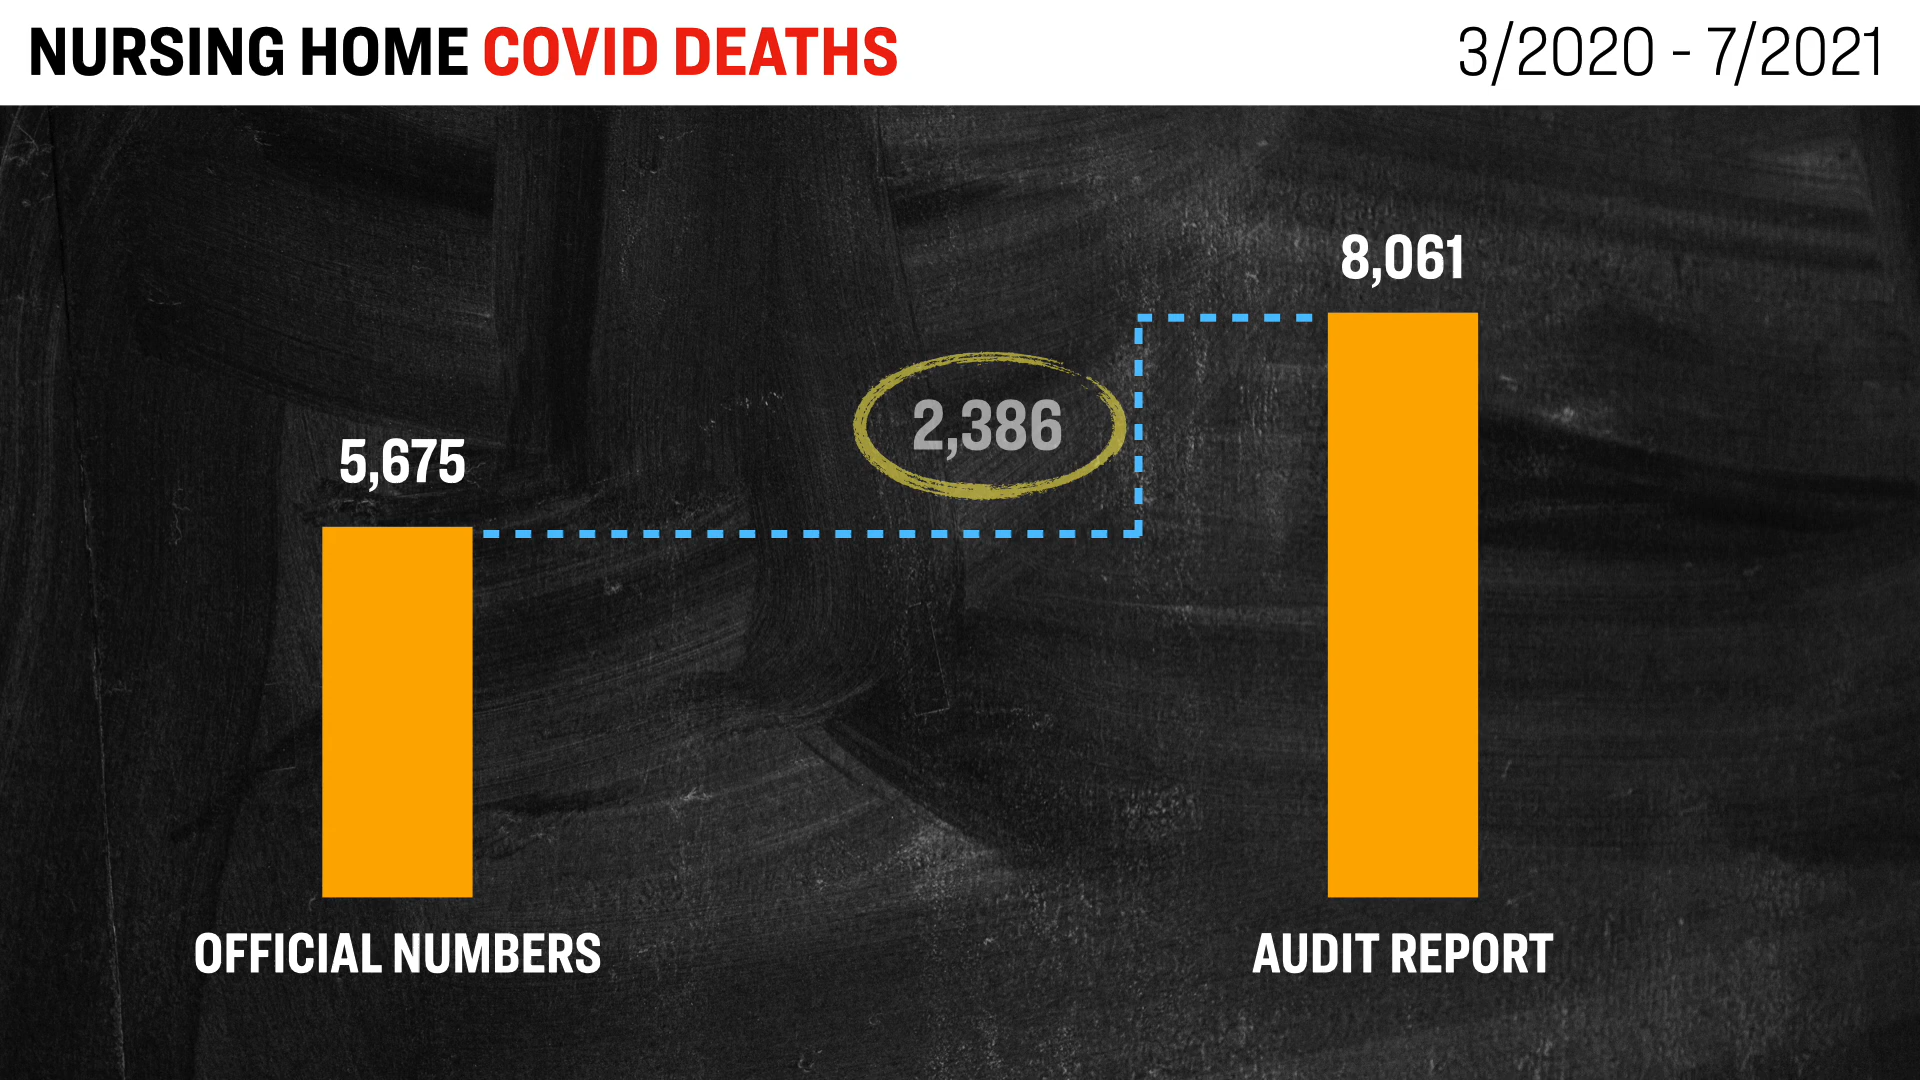 NURSING HOME COVID DEATHS
3/2020 - 7/2021
8,061
2,386
5,675
OFFICIAL NUMBERS
AUDIT REPORT